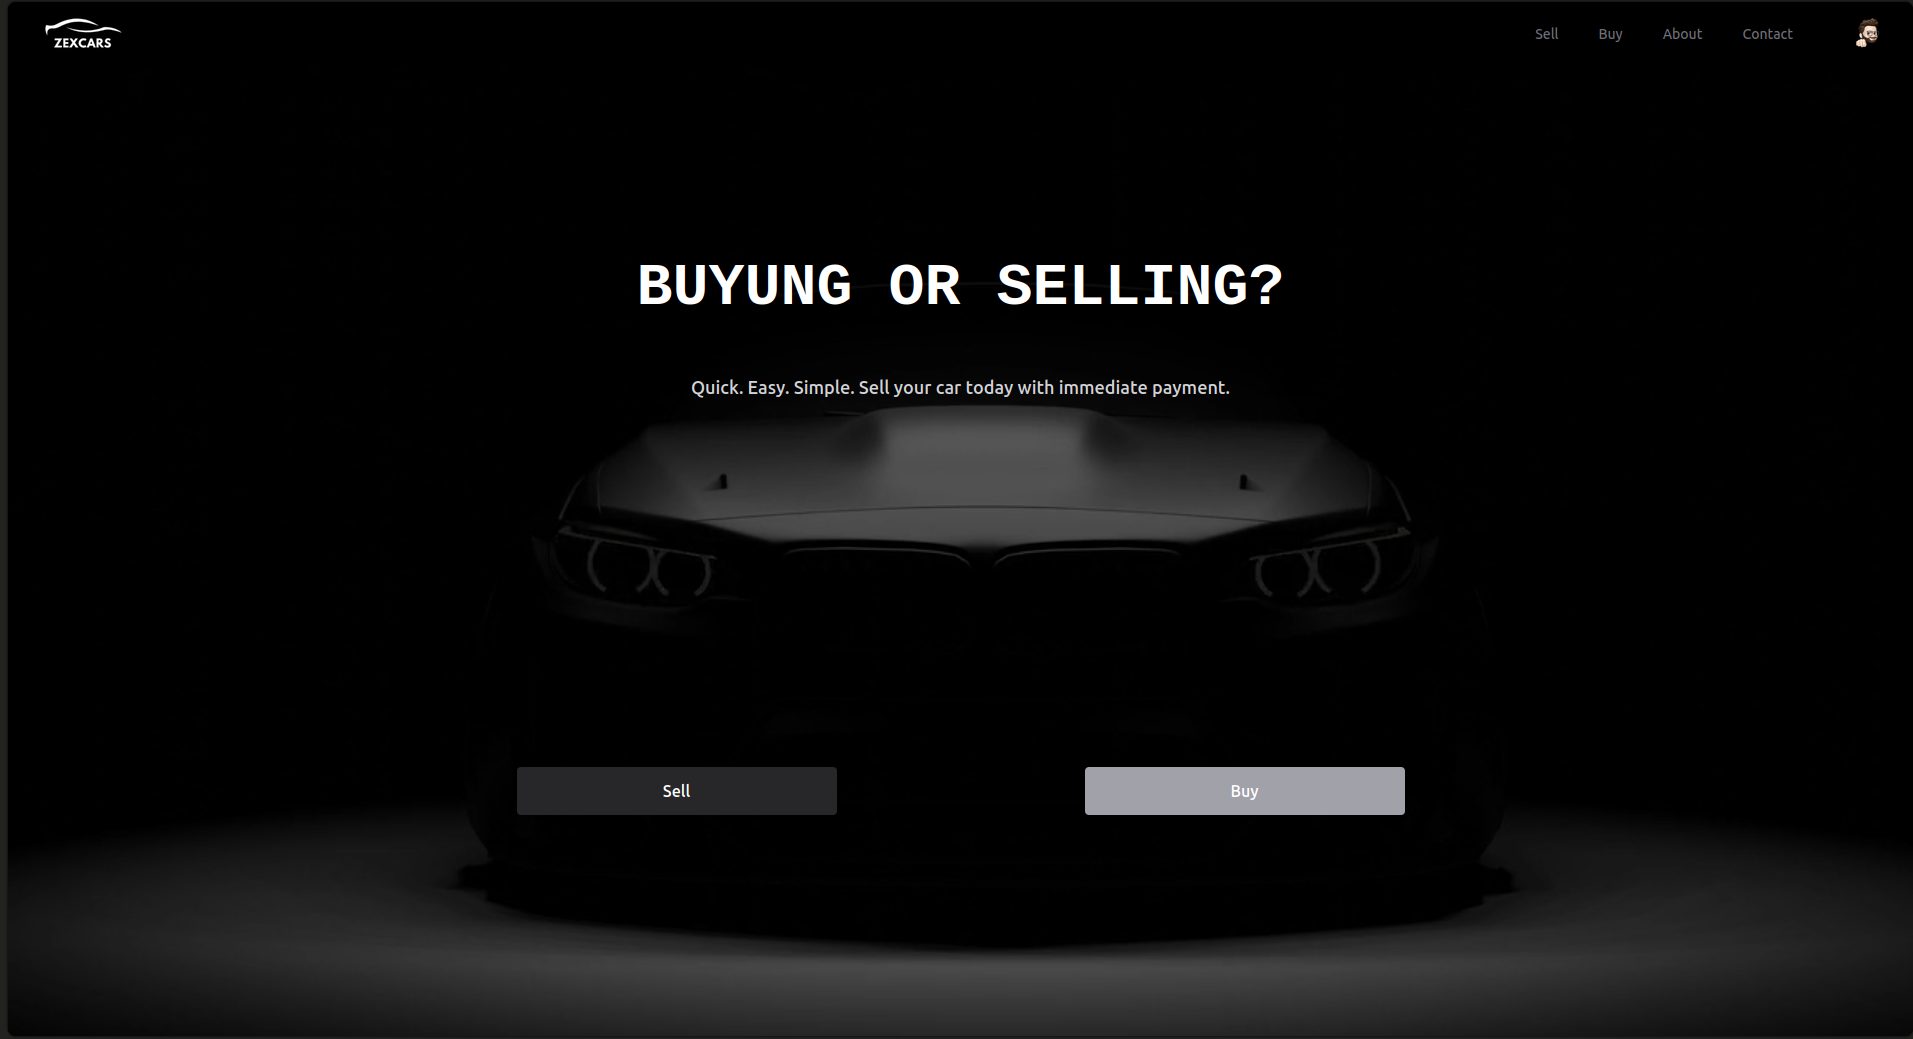 ZEXCARS
Sell Buy About Contact
BUYUNG OR SELLING?
Quick. Easy. Simple. Sell your car today with immediate payment.
Sell Buy